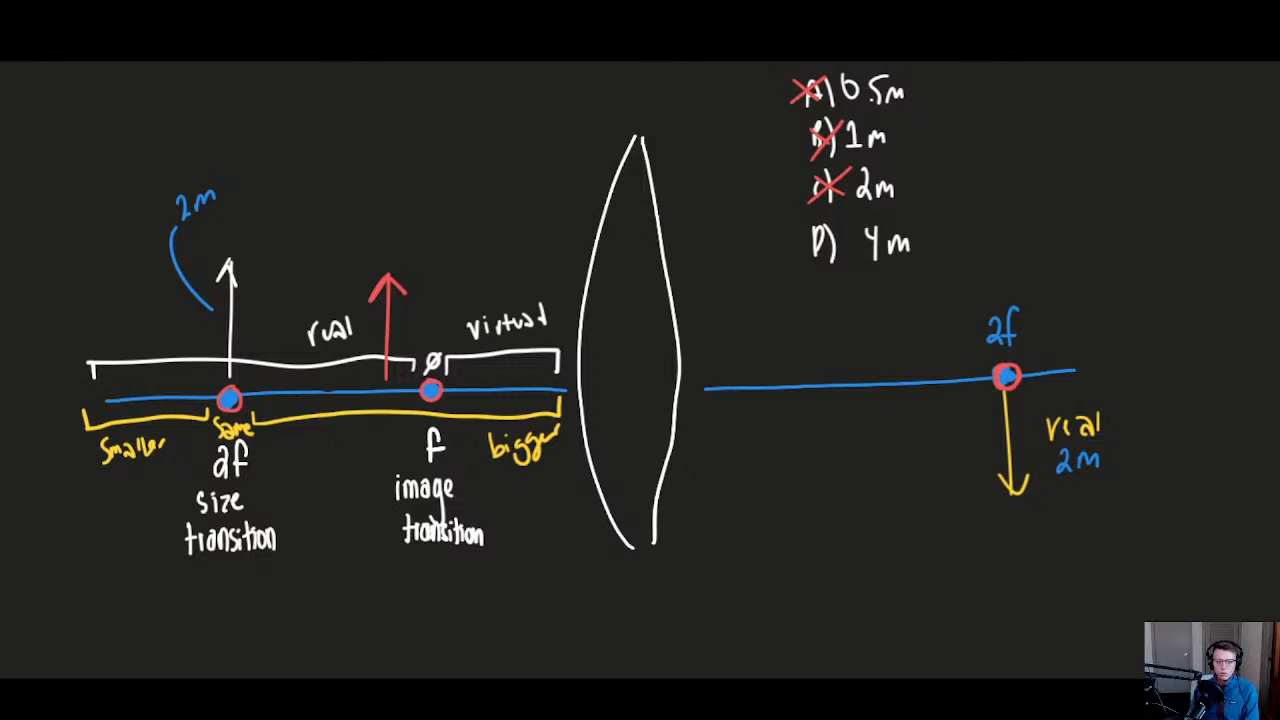 A) 0.5m
B) 1m
C) 2m
D) 4m
2m
real
ø
virtual
2f
smaller
same
bigger
2f
size
transition
f
image
transition
real
2m